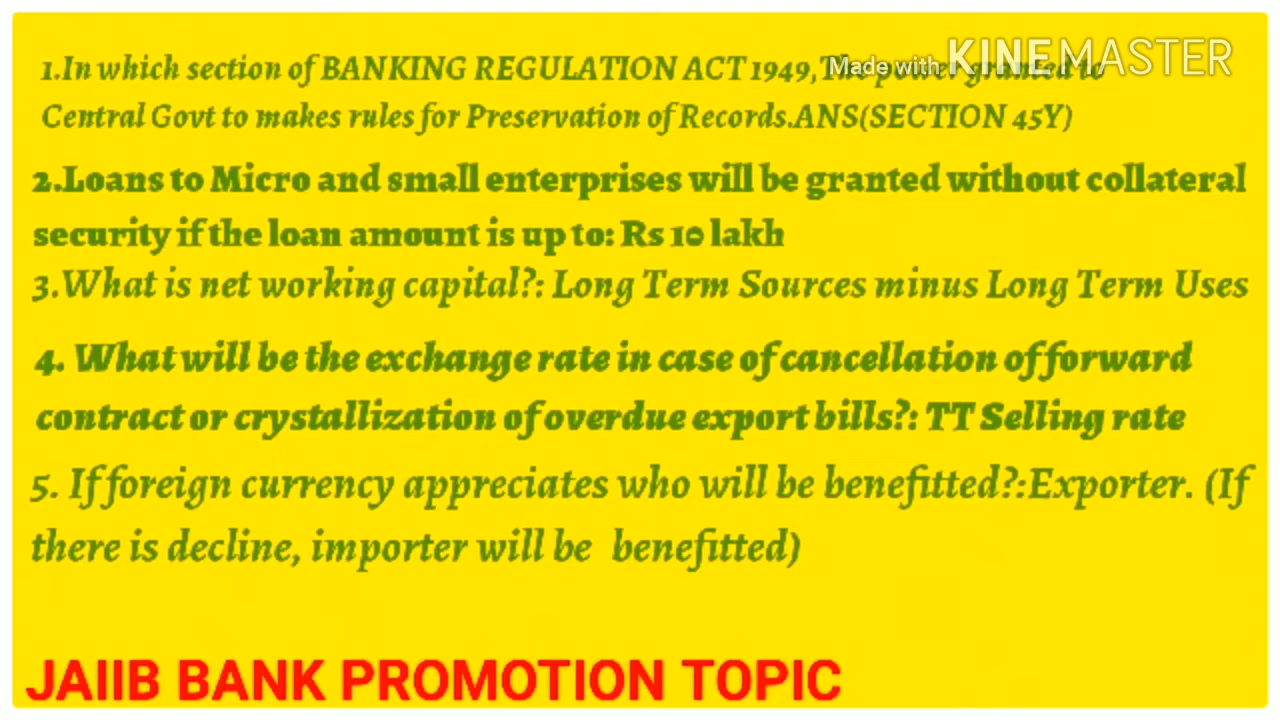 1.In which section of BANKING REGULATION ACT 1949,The power granted to
Made with KINEMASTER
Central Govt to makes rules for Preservation of Records.ANS(SECTION 45Y)
2.Loans to Micro and small enterprises will be granted without collateral
security if the loan amount is up to: Rs 10 lakh
3.What is net working capital?: Long Term Sources minus Long Term Uses
4. What will be the exchange rate in case of cancellation of forward
contract or crystallization of overdue export bills?: TT Selling rate
5. If foreign currency appreciates who will be benefitted?:Exporter. (If
there is decline, importer will be benefitted)
JAIIB BANK PROMOTION TOPIC